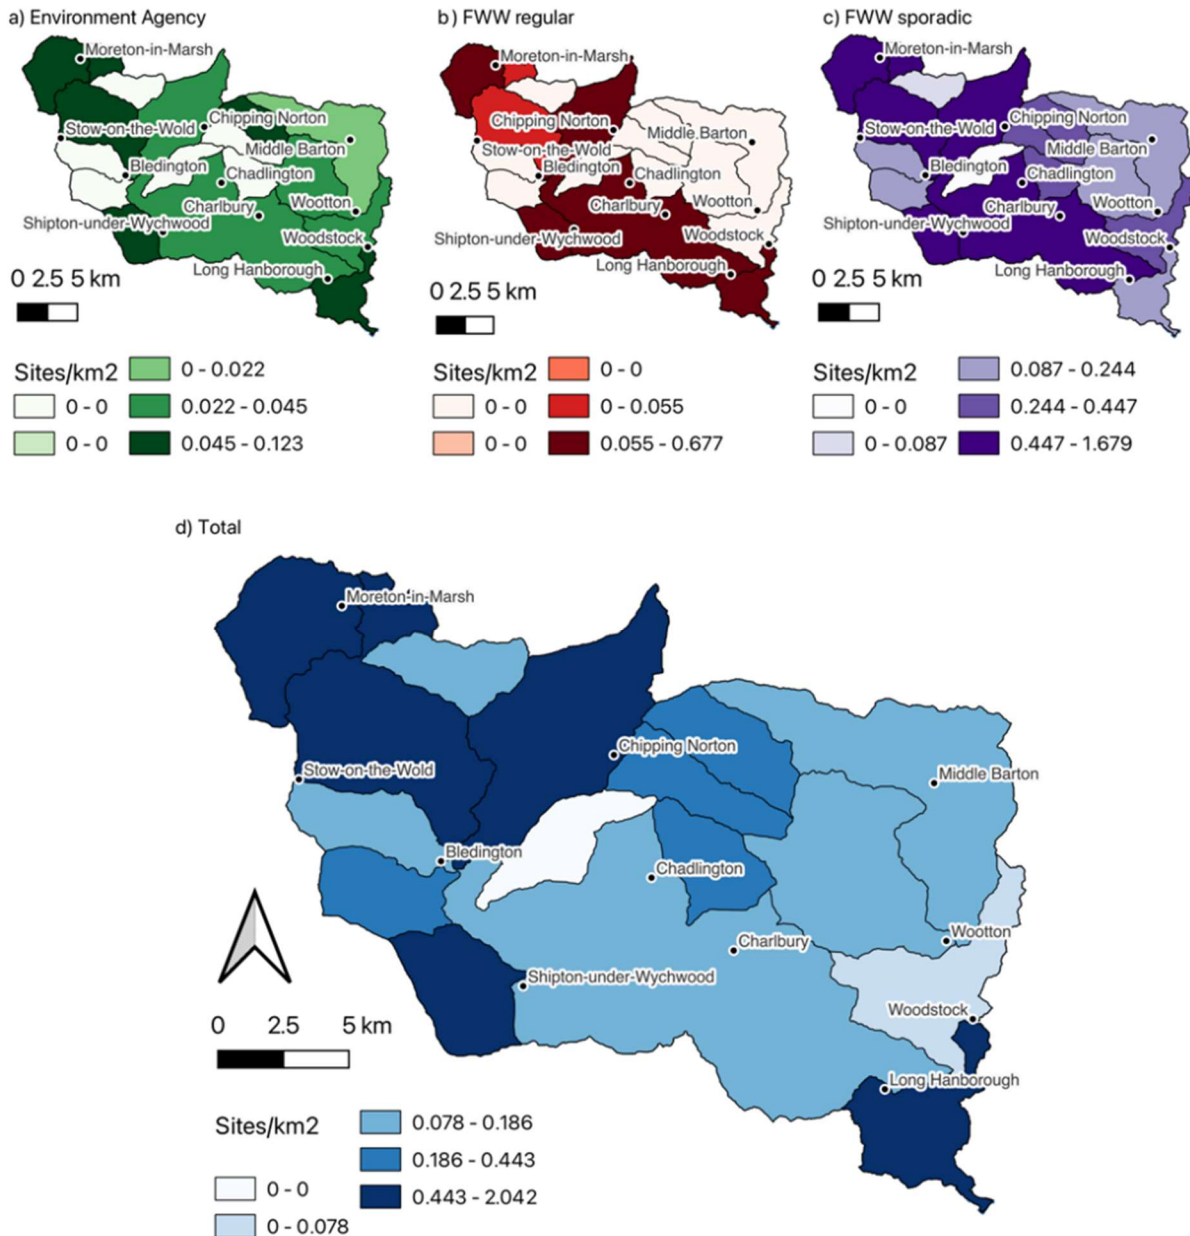 a) Environment Agency
Moreton-in-Marsh
Chipping Norton
Stow-on-the-Wold
Middle Barton
Bledington
Chadlington
Charlbury
Wootton
Shipton-under-Wychwood
Woodstock
Long Hanborough
0 2.5 5 km
Sites/km2
0 - 0
0 - 0
0 - 0.022
0.022 - 0.045
0.045 - 0.123
b) FWW regular
Moreton-in-Marsh
Chipping Norton
Middle Barton
Stow-on-the-Wold
Bledington
Chadlington
Charlbury
Wootton
Shipton-under-Wychwood
Woodstock
Long Hanborough
0 2.5 5 km
Sites/km2
0 - 0
0 - 0
0 - 0
0 - 0.055
0.055 - 0.677
c) FWW sporadic
Moreton-in-Marsh
Chipping Norton
Stow-on-the-Wold
Middle Barton
Bledington
Chadlington
Charlbury
Wootton
Shipton-under-Wychwood
Woodstock
Long Hanborough
0 2.5 5 km
Sites/km2
0 - 0
0 - 0.087
0.087 - 0.244
0.244 - 0.447
0.447 - 1.679
d) Total
Moreton-in-Marsh
Chipping Norton
Stow-on-the-Wold
Middle Barton
Bledington
Chadlington
Wootton
Charlbury
Shipton-under-Wychwood
Woodstock
Long Hanborough
0 2.5 5 km
Sites/km2
0 - 0
0 - 0.078
0.078 - 0.186
0.186 - 0.443
0.443 - 2.042